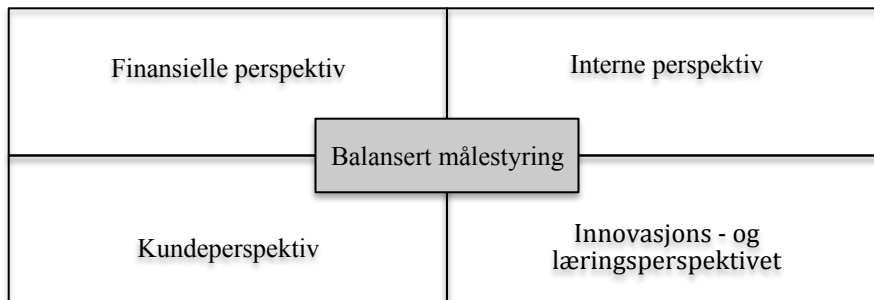 Finansielle perspektiv
Interne perspektiv
Balansert målestyring
Kundeperspektiv
Innovasjons - og
læringsperspektivet